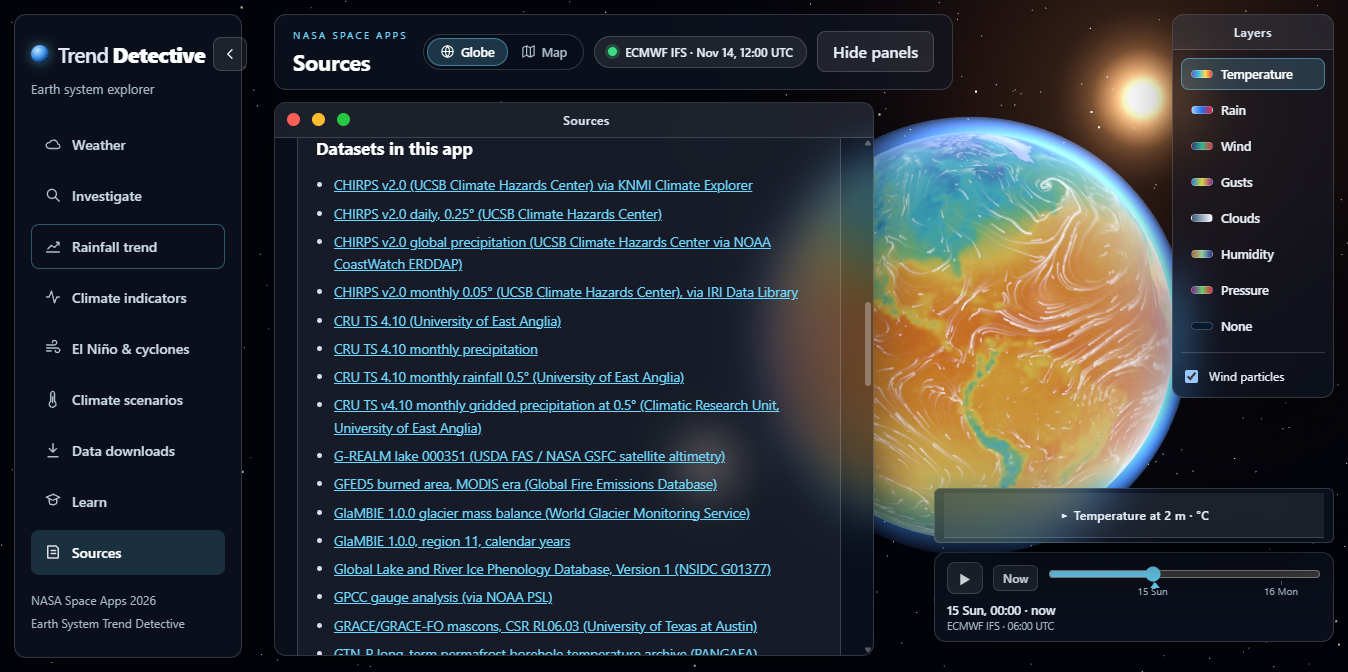 Trend Detective
Earth system explorer
Weather
Investigate
Rainfall trend
Climate indicators
El Niño & cyclones
Climate scenarios
Data downloads
Learn
Sources
NASA Space Apps 2026
Earth System Trend Detective
NASA SPACE APPS
Sources
Globe
Map
ECMWF IFS · Nov 14, 12:00 UTC
Hide panels
Sources
Datasets in this app
CHIRPS v2.0 (UCSB Climate Hazards Center) via KNMI Climate Explorer
CHIRPS v2.0 daily, 0.25° (UCSB Climate Hazards Center)
CHIRPS v2.0 global precipitation (UCSB Climate Hazards Center via NOAA
CoastWatch ERDDAP)
CHIRPS v2.0 monthly 0.05° (UCSB Climate Hazards Center), via IRI Data Library
CRU TS 4.10 (University of East Anglia)
CRU TS 4.10 monthly precipitation
CRU TS 4.10 monthly rainfall 0.5° (University of East Anglia)
CRU TS v4.10 monthly gridded precipitation at 0.5° (Climatic Research Unit,
University of East Anglia)
G-REALM lake 000351 (USDA FAS / NASA GSFC satellite altimetry)
GFED5 burned area, MODIS era (Global Fire Emissions Database)
GlaMBIE 1.0.0 glacier mass balance (World Glacier Monitoring Service)
GlaMBIE 1.0.0, region 11, calendar years
Global Lake and River Ice Phenology Database, Version 1 (NSIDC G01377)
GPCC gauge analysis (via NOAA PSL)
GRACE/GRACE-FO mascons, CSR RL06.03 (University of Texas at Austin)
GTN-P long-term permafrost borehole temperature archive (PANGAEA)
Layers
Temperature
Rain
Wind
Gusts
Clouds
Humidity
Pressure
None
Wind particles
Temperature at 2 m · °C
Now
15 Sun
16 Mon
15 Sun, 00:00 · now
ECMWF IFS · 06:00 UTC